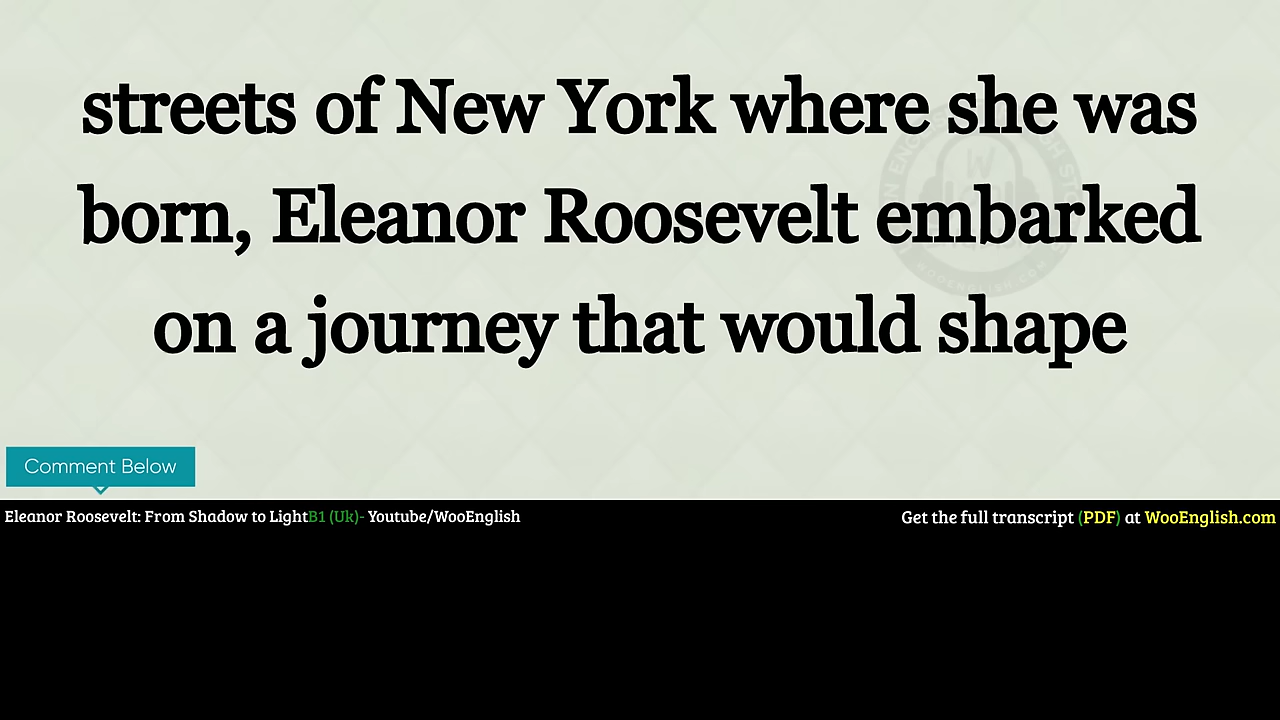 streets of New York where she was
born, Eleanor Roosevelt embarked
on a journey that would shape
Comment Below
Eleanor Roosevelt: From Shadow to LightB1 (Uk)- Youtube/WooEnglish
Get the full transcript (PDF) at WooEnglish.com